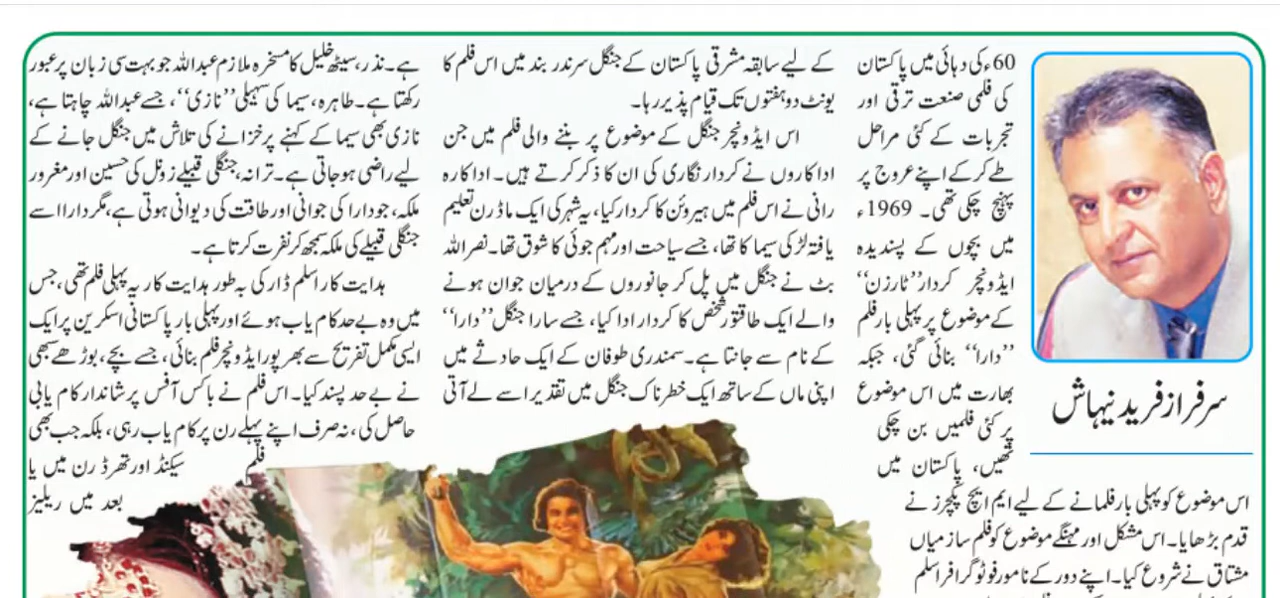 سرفراز فرید نیہاش
60ء کی دہائی میں پاکستان
کی فلمی صنعت ترقی اور
تجربات کے کئی مراحل
طے کرکے اپنے عروج پر
پہنچ چکی تھی۔ 1969ء
میں بچوں کے پسندیدہ
ایڈونچر کردار ’’ٹارزن‘‘
کے موضوع پر پہلی بار فلم
’’دارا‘‘ بنائی گئی، جبکہ
بھارت میں اس موضوع
پر کئی فلمیں بن چکی
تھیں، پاکستان میں
اس موضوع کو پہلی بار فلمانے کے لیے ایم ایچ پکچرز نے
قدم بڑھایا۔ اس مشکل اور مہنگے موضوع کو فلم ساز میاں
مشتاق نے شروع کیا۔ اپنے دور کے نامور فوٹوگرافر اسلم
کے لیے سابقہ مشرقی پاکستان کے جنگل سرندر بند میں اس فلم کا
یونٹ دو ہفتوں تک قیام پذیر رہا۔
اس ایڈونچر جنگل کے موضوع پر بننے والی فلم میں جن
اداکاروں نے کردار نگاری کی ان کا ذکر کرتے ہیں۔ اداکارہ
رانی نے اس فلم میں ہیروئن کا کردار کیا، یہ شہر کی ایک ماڈرن تعلیم
یافتہ لڑکی سیما کا تھا، جسے سیاحت اور مہم جوئی کا شوق تھا۔ نصر اللہ
بٹ نے جنگل میں پل کر جانوروں کے درمیان جوان ہونے
والے ایک طاقتور شخص کا کردار ادا کیا، جسے سارا جنگل ’’دارا‘‘
کے نام سے جانتا ہے۔ سمندری طوفان کے ایک حادثے میں
اپنی ماں کے ساتھ ایک خطرناک جنگل میں تقدیر اسے لے آتی
ہے۔ نذر، سیٹھ خلیل کا مسخرہ ملازم عبداللہ جو بہت سی زبان پر عبور
رکھتا ہے۔ طاہرہ، سیما کی سہیلی ’’نازی‘‘، جسے عبداللہ چاہتا ہے،
نازی بھی سیما کے کہنے پر خزانے کی تلاش میں جنگل جانے کے
لیے راضی ہوجاتی ہے۔ ترانہ، جنگلی قبیلے زونل کی حسین اور مغرور
ملکہ، جو دارا کی جوانی اور طاقت کی دیوانی ہوتی ہے، مگر دارا اسے
جنگلی قبیلے کی ملکہ سمجھ کر نفرت کرتا ہے۔
ہدایت کار اسلم ڈار کی بہ طور ہدایت کار یہ پہلی فلم تھی، جس
میں وہ بے حد کام یاب ہوئے اور پہلی بار پاکستانی اسکرین پر ایک
ایسی مکمل تفریح سے بھرپور ایڈونچر فلم بنائی، جسے بچے، بوڑھے سبھی
نے بے حد پسند کیا۔ اس فلم نے باکس آفس پر شاندار کام یابی
حاصل کی، نہ صرف اپنے پہلے رن پر کام یاب رہی، بلکہ جب بھی
فلم سیکنڈ اور تھرڈ رن میں یا
بعد میں ریلیز